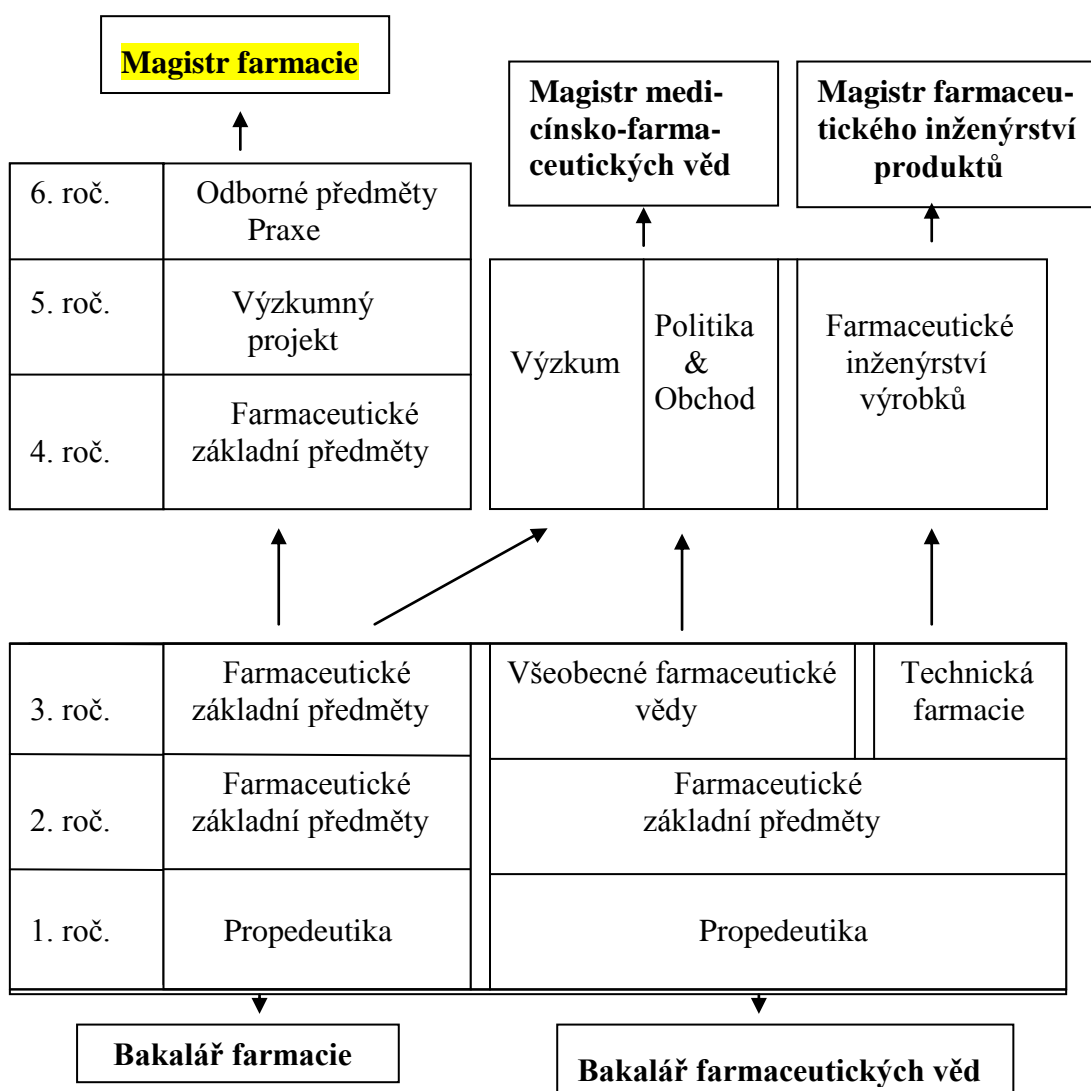 Magistr farmacie
Magistr medi-
cínsko-farma-
ceutických věd
Magistr farmaceu-
tického inženýrství
produktů
6. roč.
Odborné předměty
Praxe
5. roč.
Výzkumný
projekt
4. roč.
Farmaceutické
základní předměty
Výzkum
Politika
&
Obchod
Farmaceutické
inženýrství
výrobků
3. roč.
Farmaceutické
základní předměty
Všeobecné farmaceutické
vědy
Technická
farmacie
2. roč.
Farmaceutické
základní předměty
Farmaceutické
základní předměty
1. roč.
Propedeutika
Propedeutika
Bakalář farmacie
Bakalář farmaceutických věd